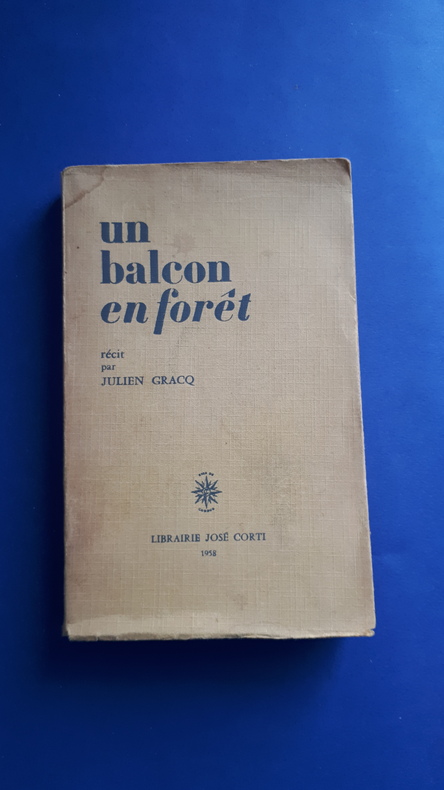 un
balcon
en forêt
récit
par
JULIEN GRACQ
LIBRAIRIE JOSÉ CORTI
1958